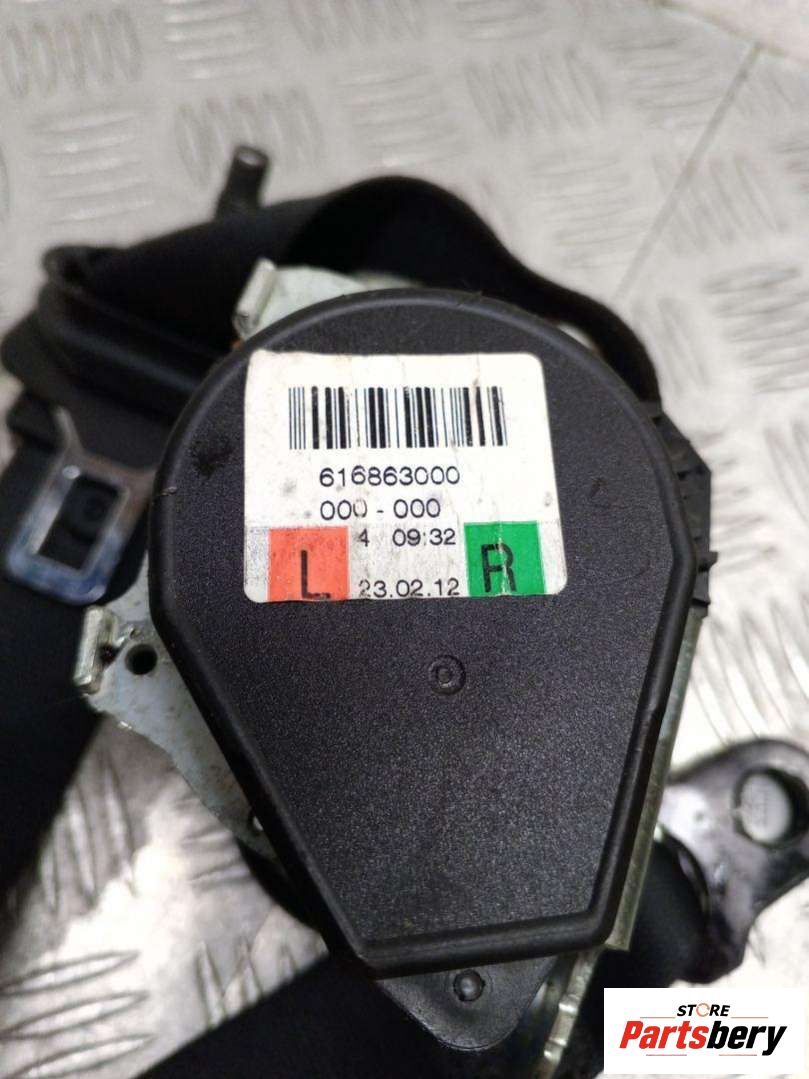 616863000
000 - 000
4 09:32
L 23.02.12 R
STORE
Partsbery